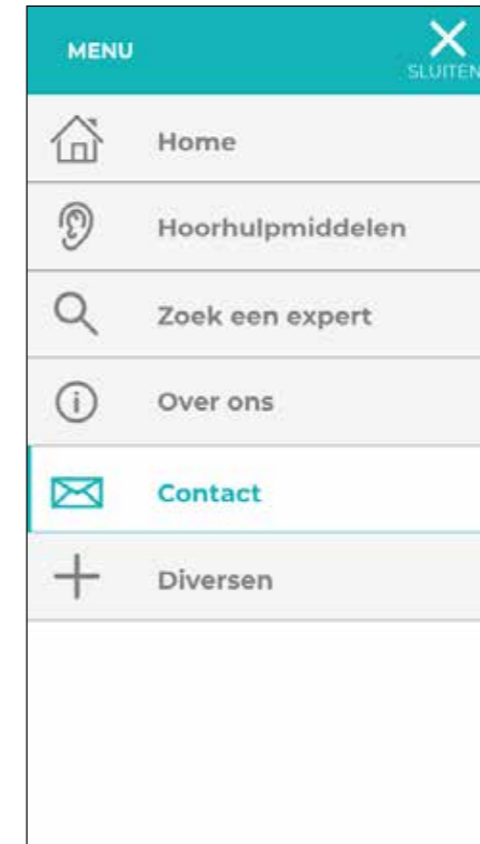 MENU
SLUITEN
Home
Hoorhulpmiddelen
Zoek een expert
Over ons
Contact
Diversen